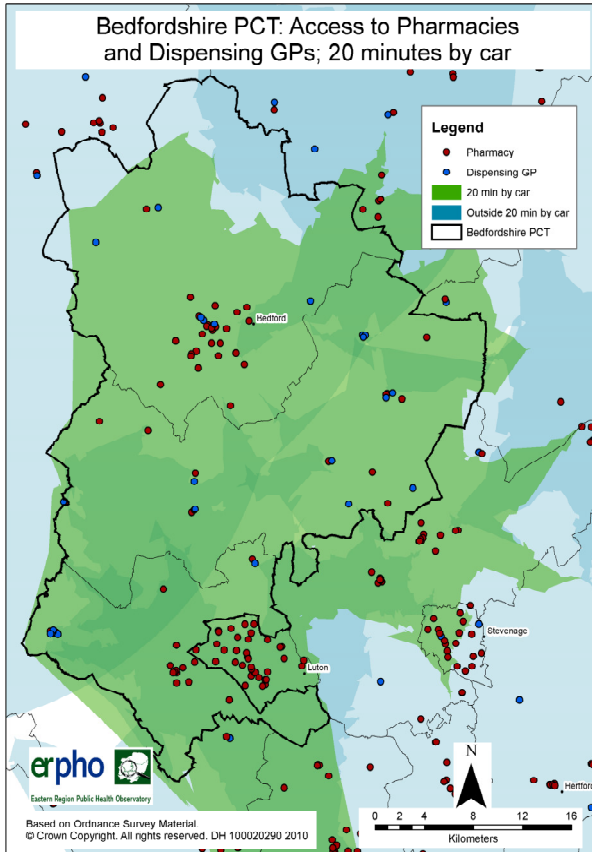 Bedfordshire PCT: Access to Pharmacies
and Dispensing GPs; 20 minutes by car
Legend
Pharmacy
Dispensing GP
20 min by car
Outside 20 min by car
Bedfordshire PCT
Bedford
Stevenage
Luton
Hertford
N
erpho
Eastern Region Public Health Observatory
Based on Ordnance Survey Material
© Crown Copyright. All rights reserved. DH 100020290 2010
0 2 4 8 12 16
Kilometers